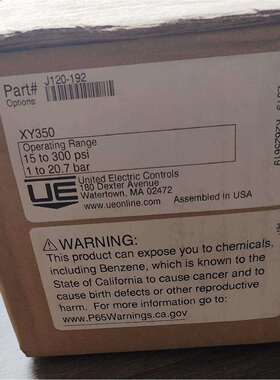 Part# J120-192
Options:
XY350
Operating Range
15 to 300 psi
1 to 20.7 bar
UE
United Electric Controls
180 Dexter Avenue
Watertown, MA 02472
www.ueonline.com
Assembled in USA
⚠WARNING:
This product can expose you to chemicals,
including Benzene, which is known to the
State of California to cause cancer and to
cause birth defects or other reproductive
harm. For more information go to:
www.P65Warnings.ca.gov